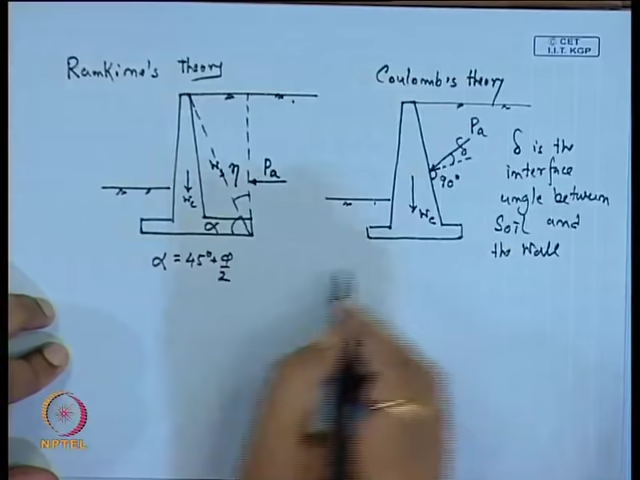 © CET
I.I.T. KGP
Rankine's Theory
Coulomb's theory
Pa
δ
90°
Wc
Ws
η
Pa
Wc
α
α = 45° + φ/2
δ is the
interface
angle between
Soil and
the Wall
NPTEL